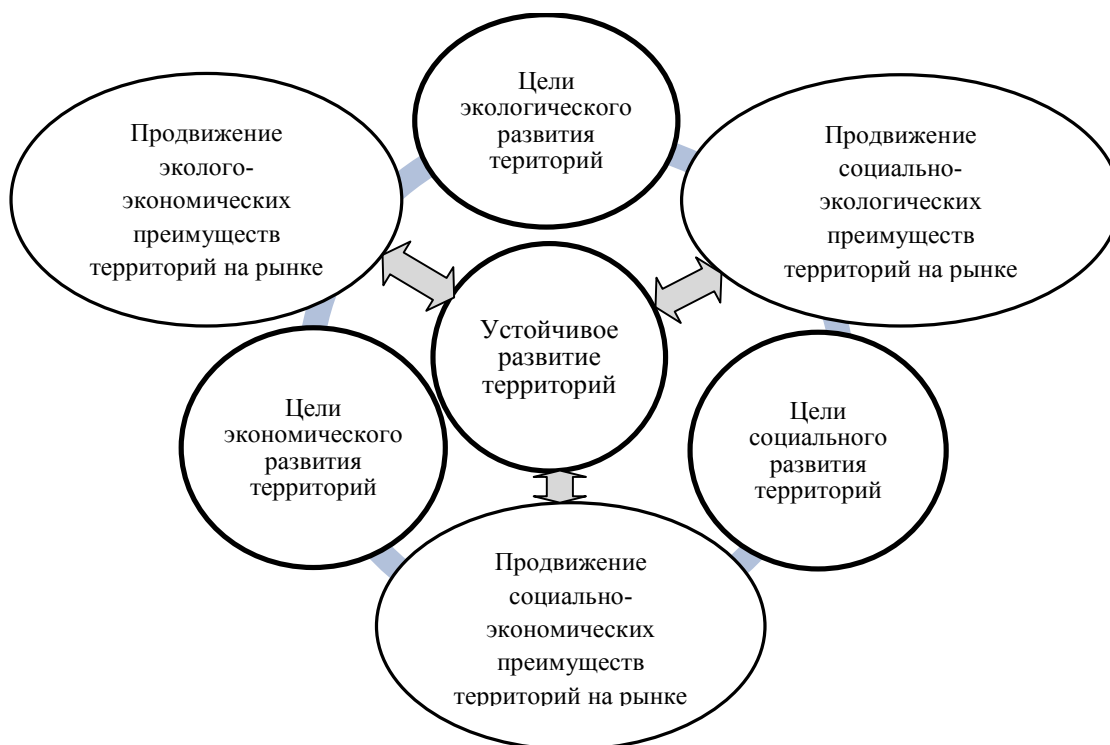 Цели
экологического
развития
територий
Продвижение
эколого-
экономических
преимуществ
территорий на рынке
Продвижение
социально-
экологических
преимуществ
территорий на рынке
Устойчивое
развитие
территорий
Цели
экономического
развития
территорий
Цели
социального
развития
территорий
Продвижение
социально-
экономических
преимуществ
территорий на рынке